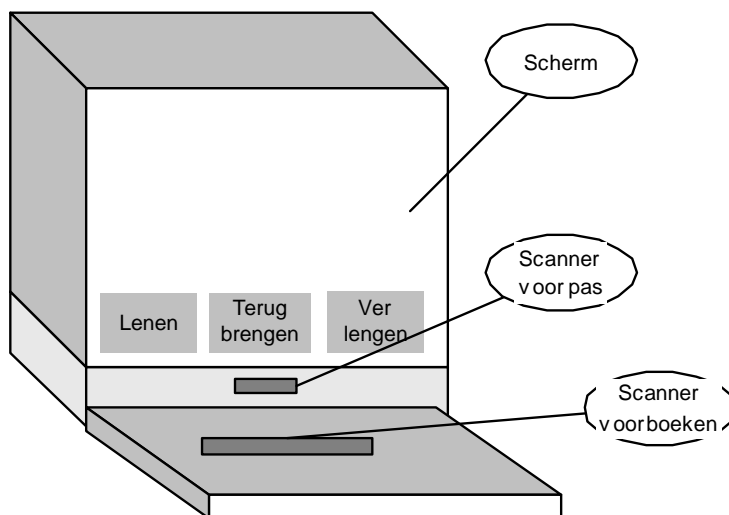 Scherm
Scanner
voor pas
Lenen
Terug
brengen
Ver
lengen
Scanner
voorboeken